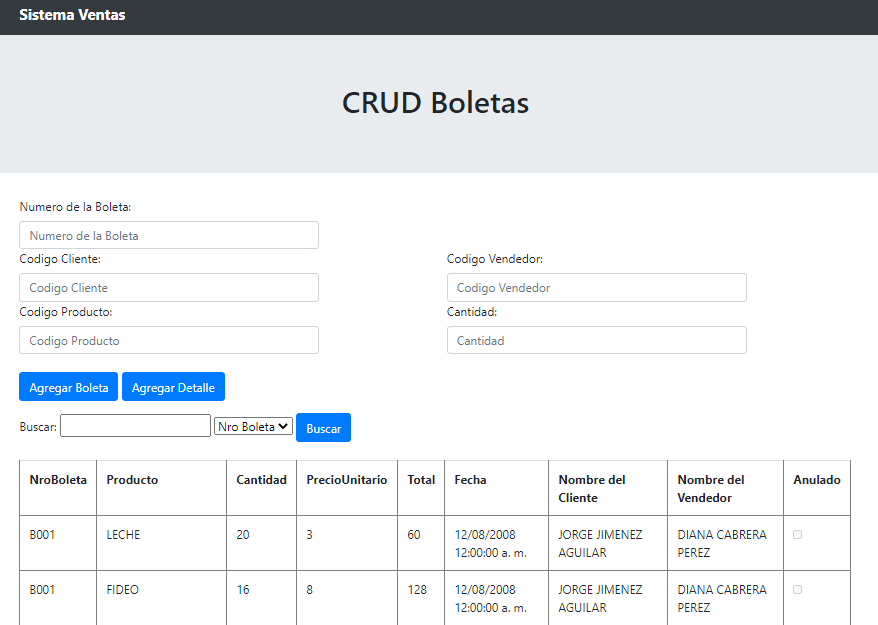 Sistema Ventas
CRUD Boletas
Numero de la Boleta:
Numero de la Boleta
Codigo Cliente:
Codigo Vendedor:
Codigo Cliente
Codigo Vendedor
Codigo Producto:
Cantidad:
Codigo Producto
Cantidad
Agregar Boleta
Agregar Detalle
Buscar:
Nro Boleta
Buscar
NroBoleta Producto Cantidad PrecioUnitario Total Fecha Nombre del Cliente Nombre del Vendedor Anulado
B001 LECHE 20 3 60 12/08/2008 12:00:00 a. m. JORGE JIMENEZ AGUILAR DIANA CABRERA PEREZ
B001 FIDEO 16 8 128 12/08/2008 12:00:00 a. m. JORGE JIMENEZ AGUILAR DIANA CABRERA PEREZ